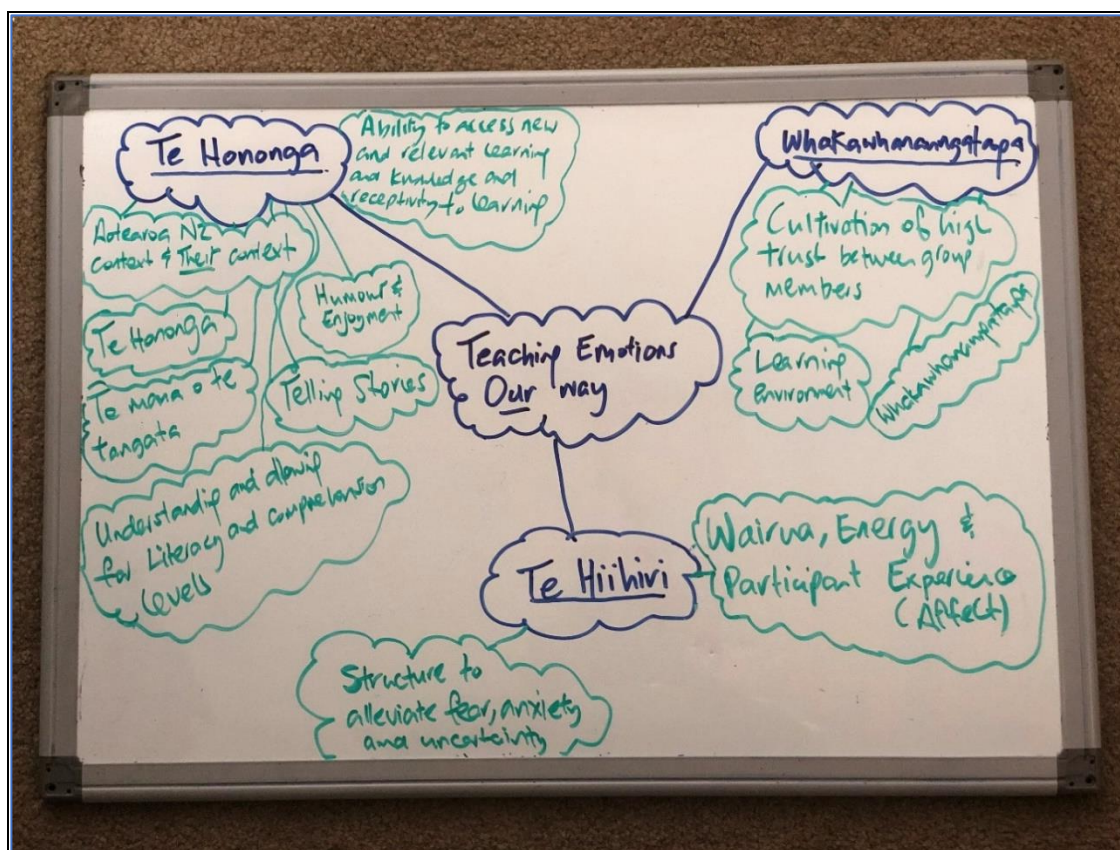 Te Hononga
Ability to access new
and relevant learning
and knowledge and
receptivity to learning
Aotearoa NZ
context & Their context
Te Hononga
Te mana o te
tangata
Humour &
Enjoyment
Telling Stories
Understanding and allowing
for Literacy and comprehension
levels
Teaching Emotions
Our way
Whakawhanaungatanga
Cultivation of high
trust between group
members
Learning
Environment
Te Hiihiri
Wairua, Energy &
Participant Experience
(Affect)
Structure to
alleviate fear, anxiety
and uncertainty